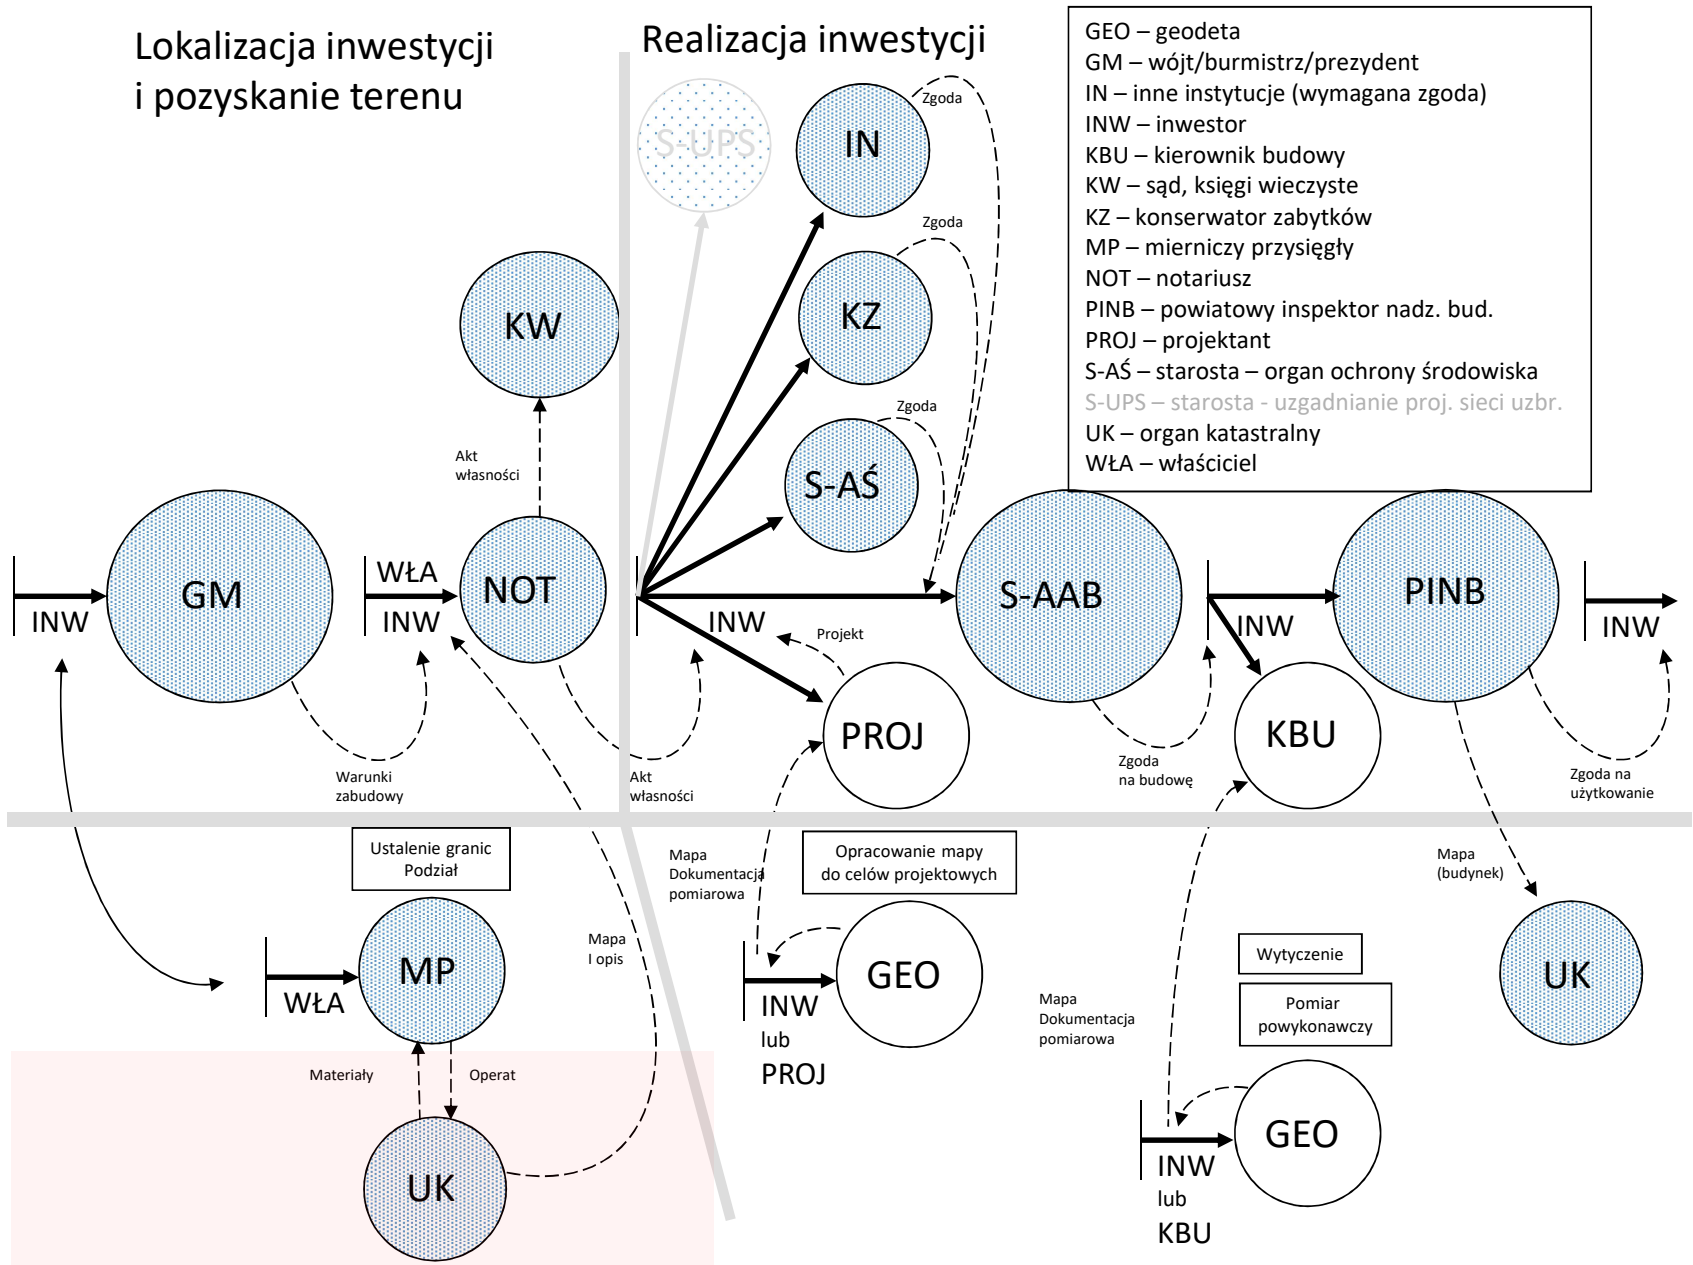 Lokalizacja inwestycji
i pozyskanie terenu
Realizacja inwestycji
GEO – geodeta
GM – wójt/burmistrz/prezydent
IN – inne instytucje (wymagana zgoda)
INW – inwestor
KBU – kierownik budowy
KW – sąd, księgi wieczyste
KZ – konserwator zabytków
MP – mierniczy przysięgły
NOT – notariusz
PINB – powiatowy inspektor nadz. bud.
PROJ – projektant
S-AŚ – starosta – organ ochrony środowiska
S-UPS – starosta - uzgadnianie proj. sieci uzbr.
UK – organ katastralny
WŁA – właściciel
S-UPS
IN
Zgoda
KZ
Zgoda
S-AŚ
Zgoda
KW
Akt
własności
INW
GM
WŁA
INW
NOT
INW
S-AAB
INW
PINB
INW
Projekt
PROJ
KBU
Warunki
zabudowy
Akt
własności
Zgoda
na budowę
Zgoda na
użytkowanie
Ustalenie granic
Podział
MP
WŁA
Materiały
Operat
UK
Mapa
I opis
Mapa
Dokumentacja
pomiarowa
Opracowanie mapy
do celów projektowych
GEO
INW
lub
PROJ
Mapa
Dokumentacja
pomiarowa
Wytyczenie
Pomiar
powykonawczy
GEO
INW
lub
KBU
Mapa
(budynek)
UK